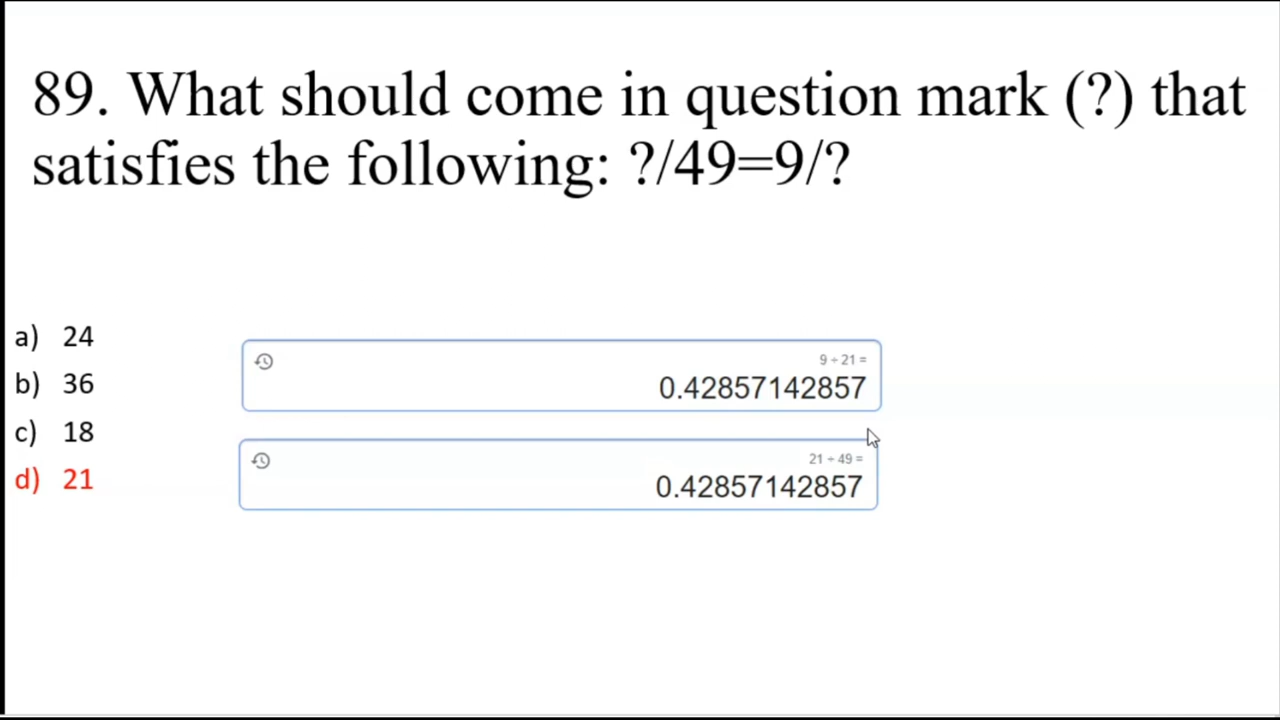 89. What should come in question mark (?) that
satisfies the following: ?/49=9/?
a) 24
b) 36
c) 18
d) 21
9 ÷ 21 =
0.42857142857
21 ÷ 49 =
0.42857142857